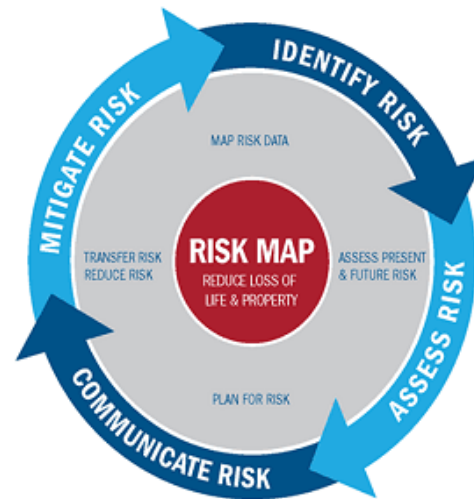 IDENTIFY RISK
ASSESS RISK
COMMUNICATE RISK
MITIGATE RISK
MAP RISK DATA
TRANSFER RISK
REDUCE RISK
RISK MAP
REDUCE LOSS OF
LIFE & PROPERTY
ASSESS PRESENT
& FUTURE RISK
PLAN FOR RISK